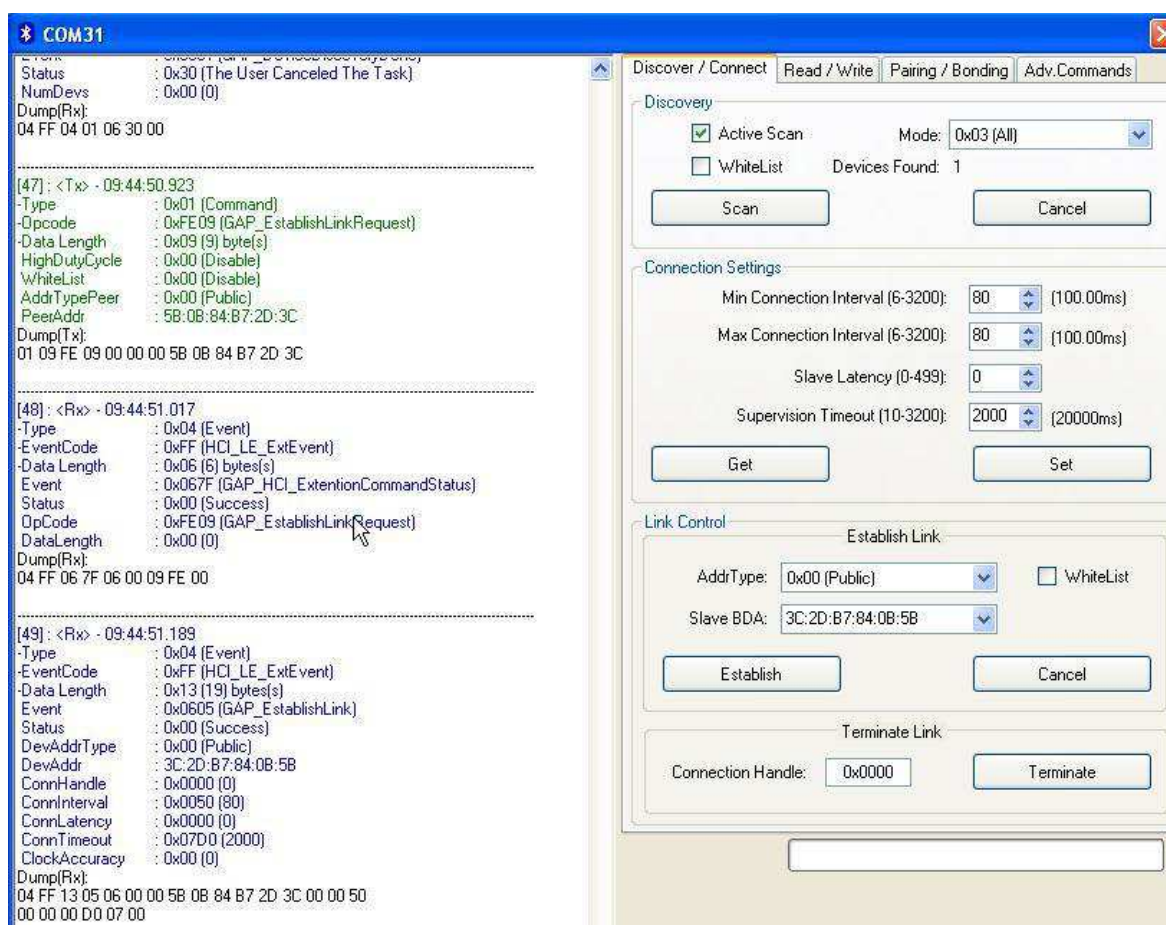 COM31
Status : 0x30 (The User Canceled The Task)
NumDevs : 0x00 (0)
Dump(Rx):
04 FF 04 01 06 30 00
[47] : <Tx> - 09:44:50.923
-Type : 0x01 (Command)
-Opcode : 0xFE09 (GAP_EstablishLinkRequest)
-Data Length : 0x09 (9) byte(s)
HighDutyCycle : 0x00 (Disable)
WhiteList : 0x00 (Disable)
AddrTypePeer : 0x00 (Public)
PeerAddr : 5B:0B:84:B7:2D:3C
Dump(Tx):
01 09 FE 09 00 00 00 5B 0B 84 B7 2D 3C
[48] : <Rx> - 09:44:51.017
-Type : 0x04 (Event)
-EventCode : 0xFF (HCI_LE_ExtEvent)
-Data Length : 0x06 (6) bytes(s)
Event : 0x067F (GAP_HCI_ExtentionCommandStatus)
Status : 0x00 (Success)
OpCode : 0xFE09 (GAP_EstablishLinkRequest)
DataLength : 0x00 (0)
Dump(Rx):
04 FF 06 7F 06 00 09 FE 00
[49] : <Rx> - 09:44:51.189
-Type : 0x04 (Event)
-EventCode : 0xFF (HCI_LE_ExtEvent)
-Data Length : 0x13 (19) bytes(s)
Event : 0x0605 (GAP_EstablishLink)
Status : 0x00 (Success)
DevAddrType : 0x00 (Public)
DevAddr : 3C:2D:B7:84:0B:5B
ConnHandle : 0x0000 (0)
ConnInterval : 0x0050 (80)
ConnLatency : 0x0000 (0)
ConnTimeout : 0x07D0 (2000)
ClockAccuracy : 0x00 (0)
Dump(Rx):
04 FF 13 05 06 00 00 5B 0B 84 B7 2D 3C 00 00 50
00 00 00 D0 07 00
Discover / Connect Read / Write Pairing / Bonding Adv.Commands
Discovery
Active Scan Mode: 0x03 (All)
WhiteList Devices Found: 1
Scan Cancel
Connection Settings
Min Connection Interval (6-3200): 80 (100.00ms)
Max Connection Interval (6-3200): 80 (100.00ms)
Slave Latency (0-499): 0
Supervision Timeout (10-3200): 2000 (20000ms)
Get Set
Link Control
Establish Link
AddrType: 0x00 (Public) WhiteList
Slave BDA: 3C:2D:B7:84:0B:5B
Establish Cancel
Terminate Link
Connection Handle: 0x0000 Terminate